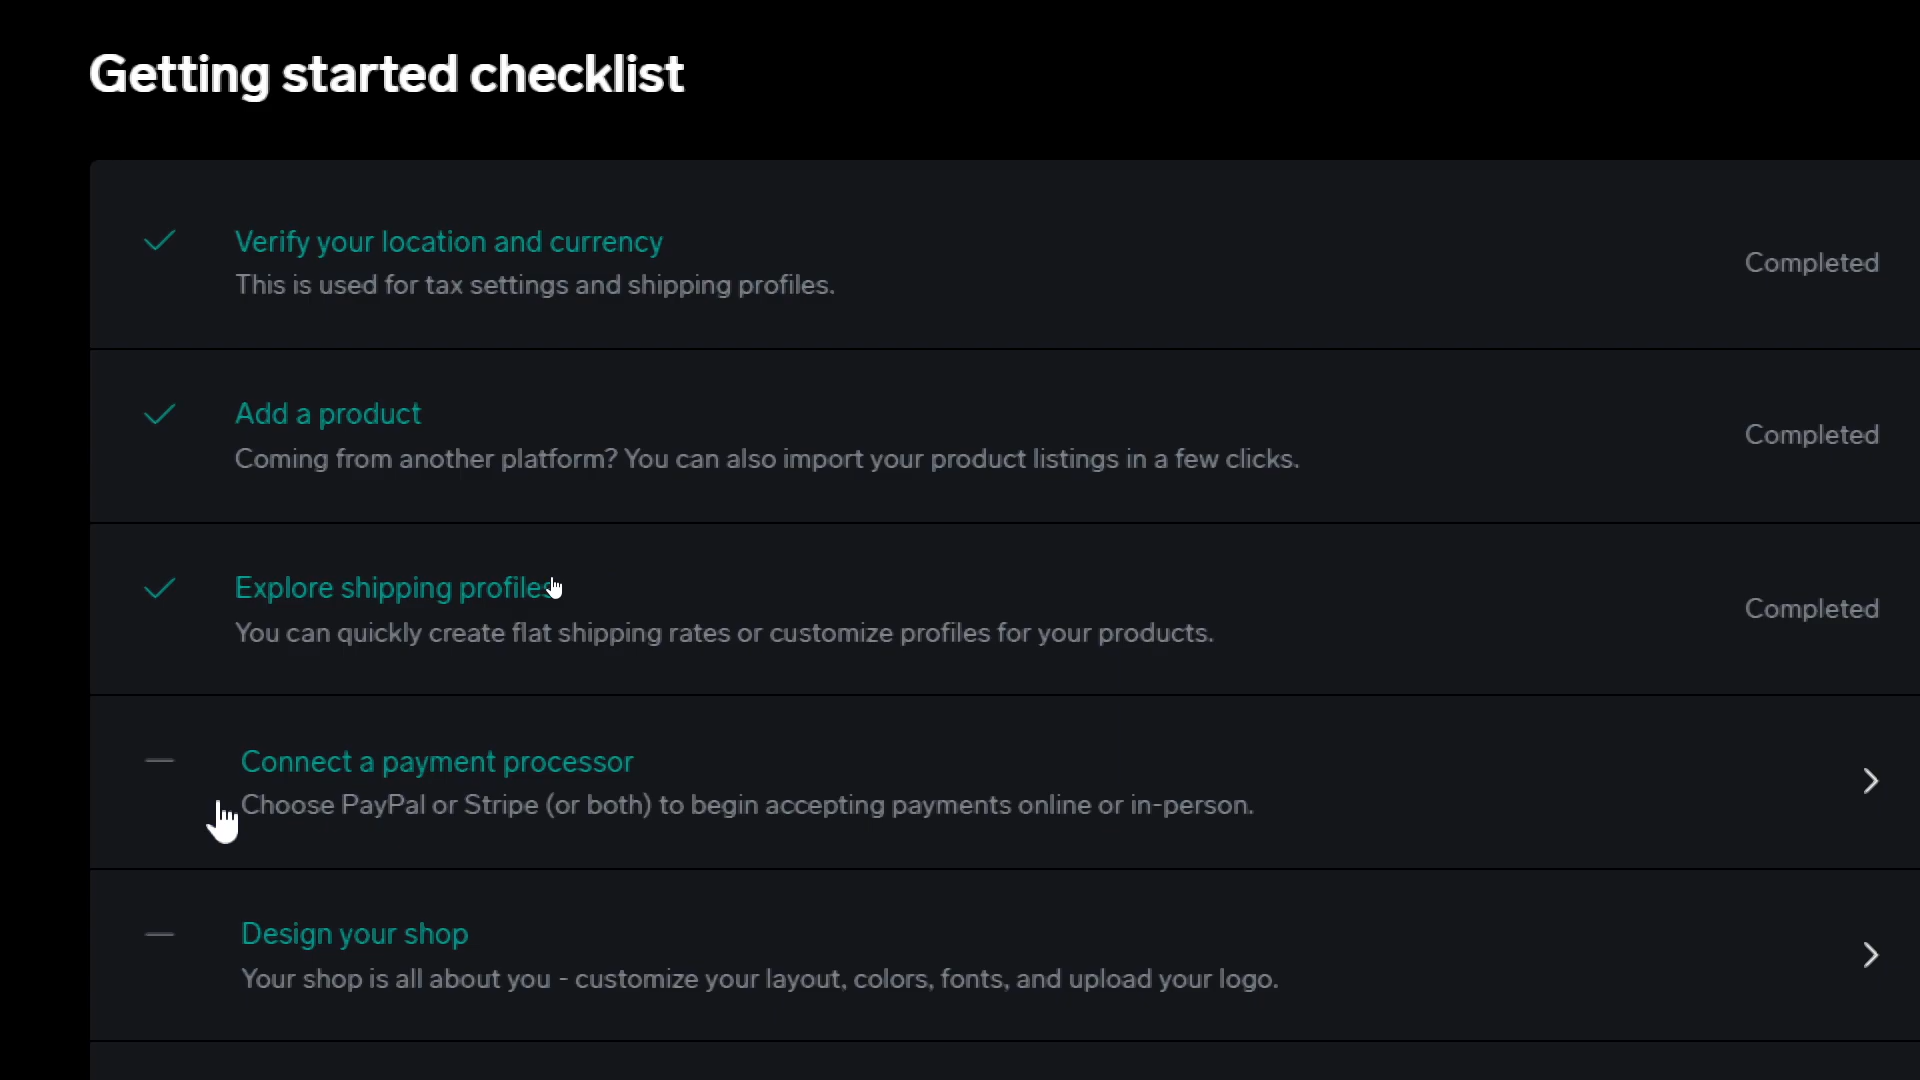 Getting started checklist
Verify your location and currency
This is used for tax settings and shipping profiles.
Completed
Add a product
Coming from another platform? You can also import your product listings in a few clicks.
Completed
Explore shipping profiles
You can quickly create flat shipping rates or customize profiles for your products.
Completed
Connect a payment processor
Choose PayPal or Stripe (or both) to begin accepting payments online or in-person.
Design your shop
Your shop is all about you - customize your layout, colors, fonts, and upload your logo.